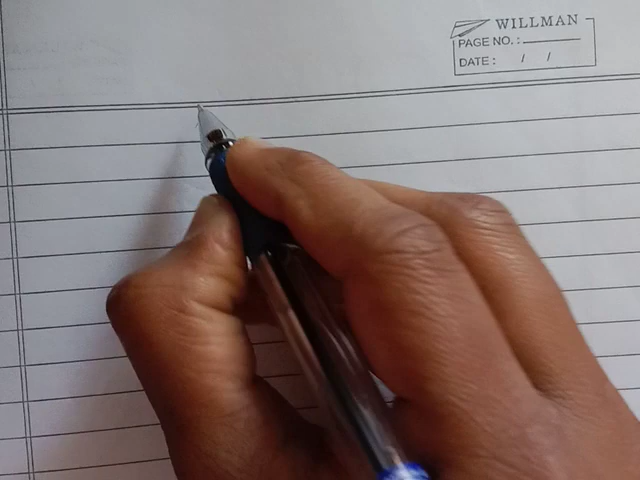 WILLMAN
PAGE NO. :
DATE : / /